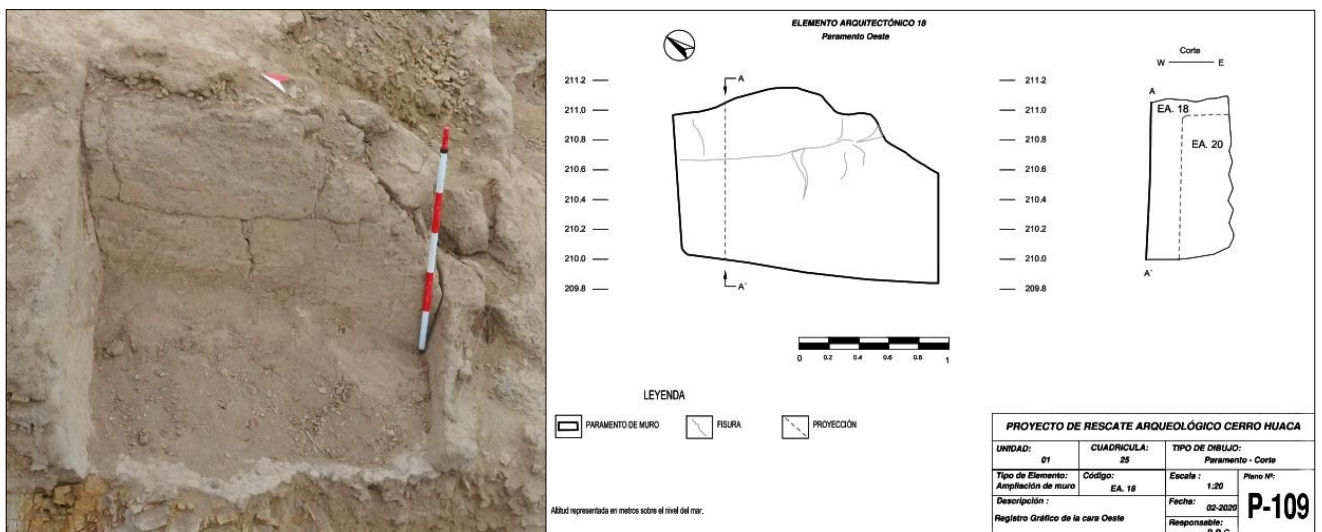 ELEMENTO ARQUITECTÓNICO 18
Paramento Oeste
A
211.2
211.0
210.8
210.6
210.4
210.2
210.0
209.8
A´
0 0.2 0.4 0.6 0.8 1
Corte
W E
211.2
211.0
210.8
210.6
210.4
210.2
210.0
209.8
A
EA. 18
EA. 20
A´
LEYENDA
PARAMENTO DE MURO FISURA PROYECCIÓN
Altitud representada en metros sobre el nivel del mar.
PROYECTO DE RESCATE ARQUEOLÓGICO CERRO HUACA
UNIDAD: CUADRICULA: TIPO DE DIBUJO:
01 25 Paramento - Corte
Tipo de Elemento: Código: Escala : Plano Nº:
Ampliación de muro EA. 18 1:20
Descripción : Fecha: 02-2020 P-109
Registro Gráfico de la cara Oeste Responsable: